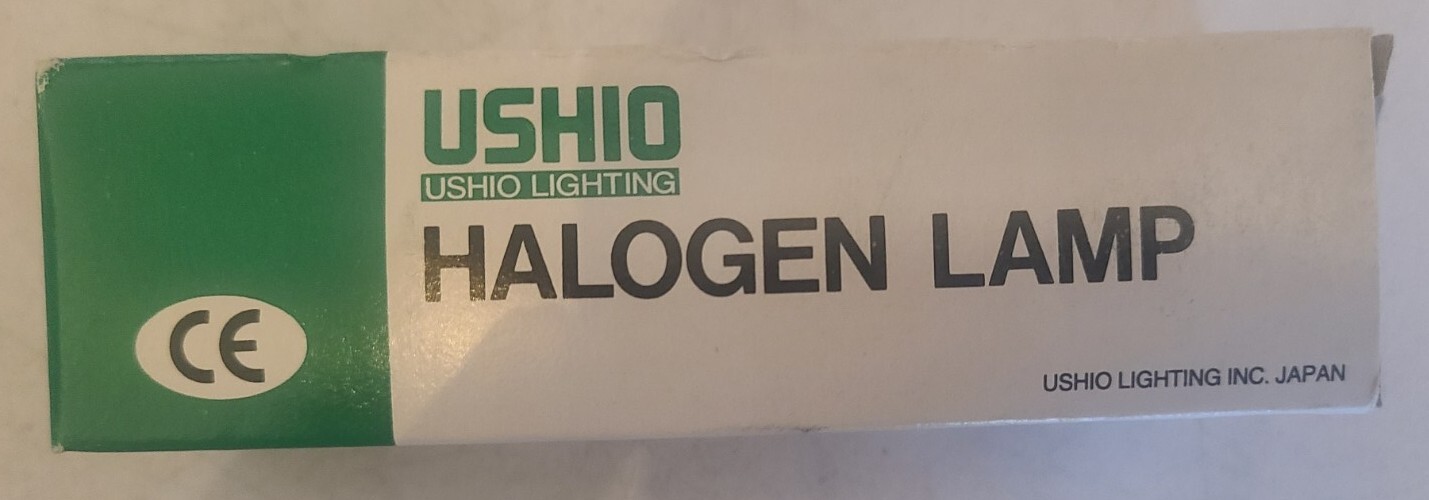 USHIO
USHIO LIGHTING
HALOGEN LAMP
CE
USHIO LIGHTING INC. JAPAN